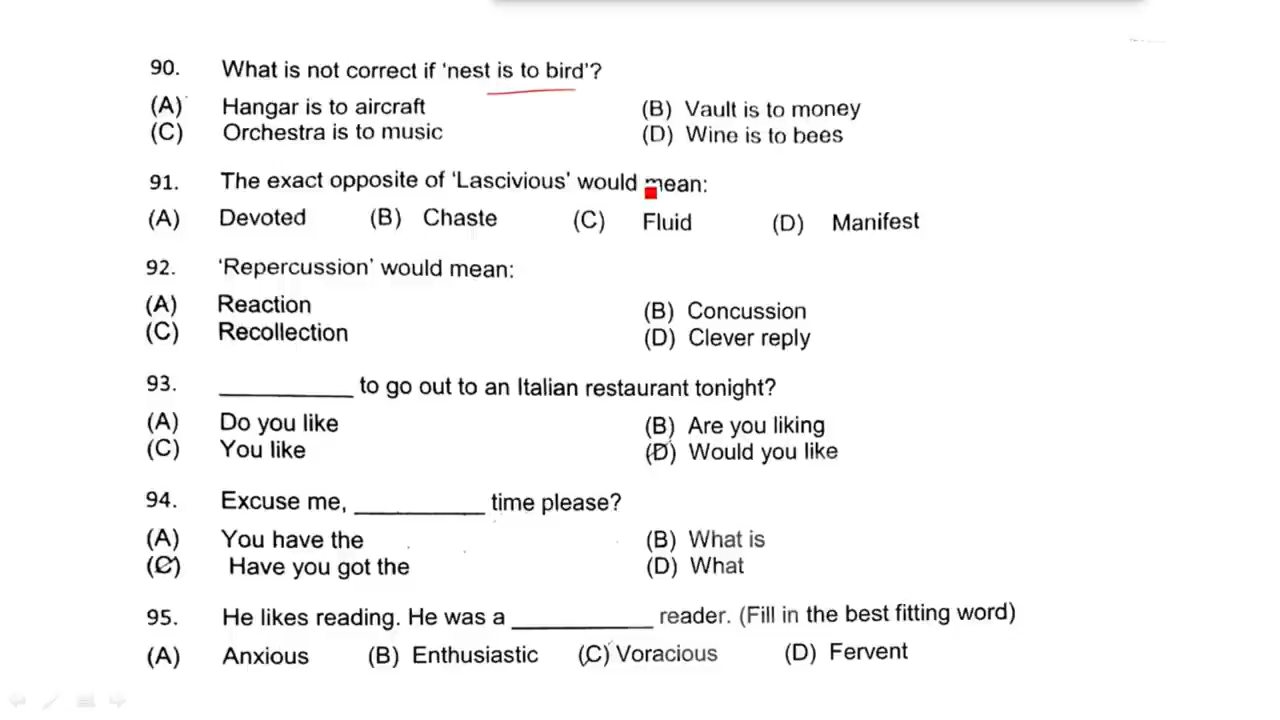 90. What is not correct if 'nest is to bird'?
(A) Hangar is to aircraft (B) Vault is to money
(C) Orchestra is to music (D) Wine is to bees
91. The exact opposite of 'Lascivious' would mean:
(A) Devoted (B) Chaste (C) Fluid (D) Manifest
92. 'Repercussion' would mean:
(A) Reaction (B) Concussion
(C) Recollection (D) Clever reply
93. __________ to go out to an Italian restaurant tonight?
(A) Do you like (B) Are you liking
(C) You like (D) Would you like
94. Excuse me, __________ time please?
(A) You have the (B) What is
(C) Have you got the (D) What
95. He likes reading. He was a __________ reader. (Fill in the best fitting word)
(A) Anxious (B) Enthusiastic (C) Voracious (D) Fervent